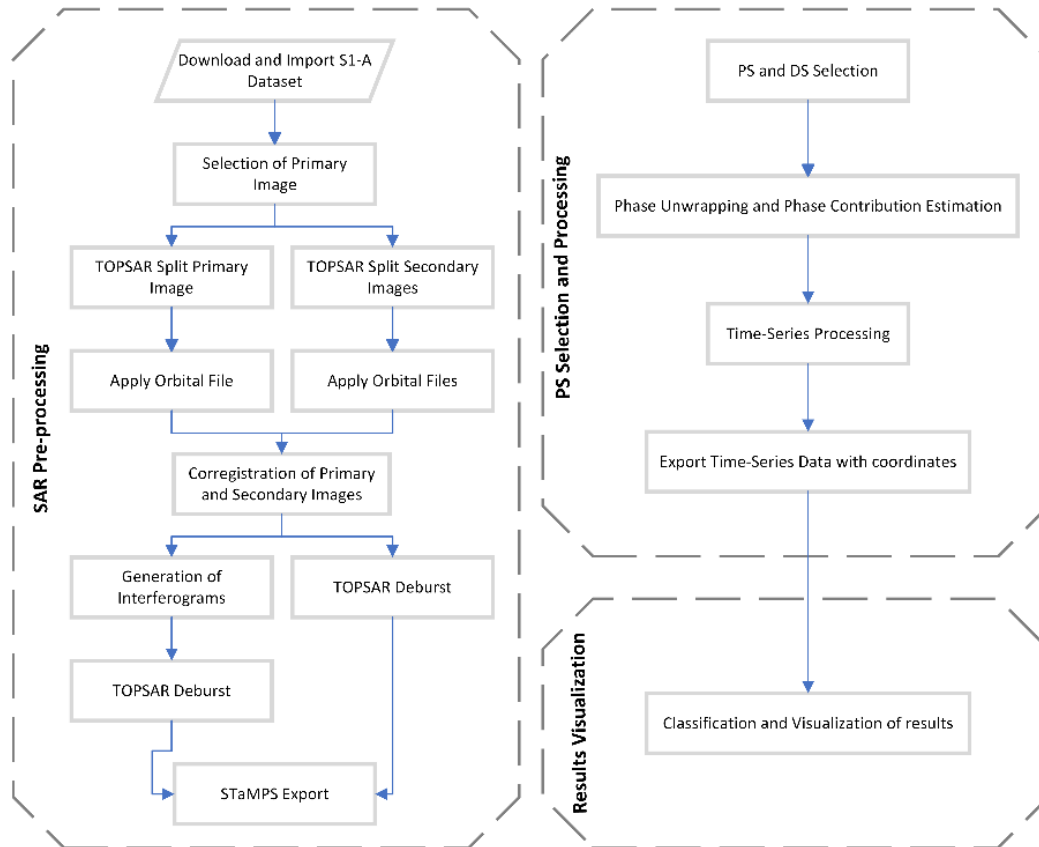 SAR Pre-processing
Download and Import S1-A
Dataset
Selection of Primary
Image
TOPSAR Split Primary
Image
TOPSAR Split Secondary
Images
Apply Orbital File
Apply Orbital Files
Corregistration of Primary
and Secondary Images
Generation of
Interferograms
TOPSAR Deburst
TOPSAR Deburst
STaMPS Export
PS Selection and Processing
PS and DS Selection
Phase Unwrapping and Phase Contribution Estimation
Time-Series Processing
Export Time-Series Data with coordinates
Results Visualization
Classification and Visualization of results